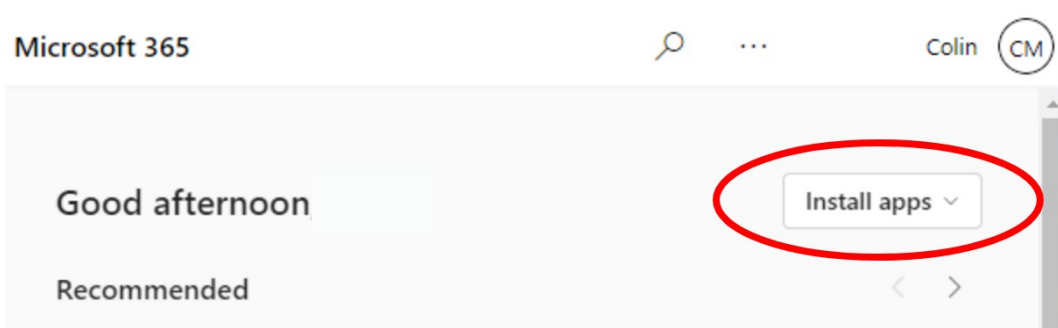 Microsoft 365 ... Colin CM
Good afternoon, Install apps
Recommended